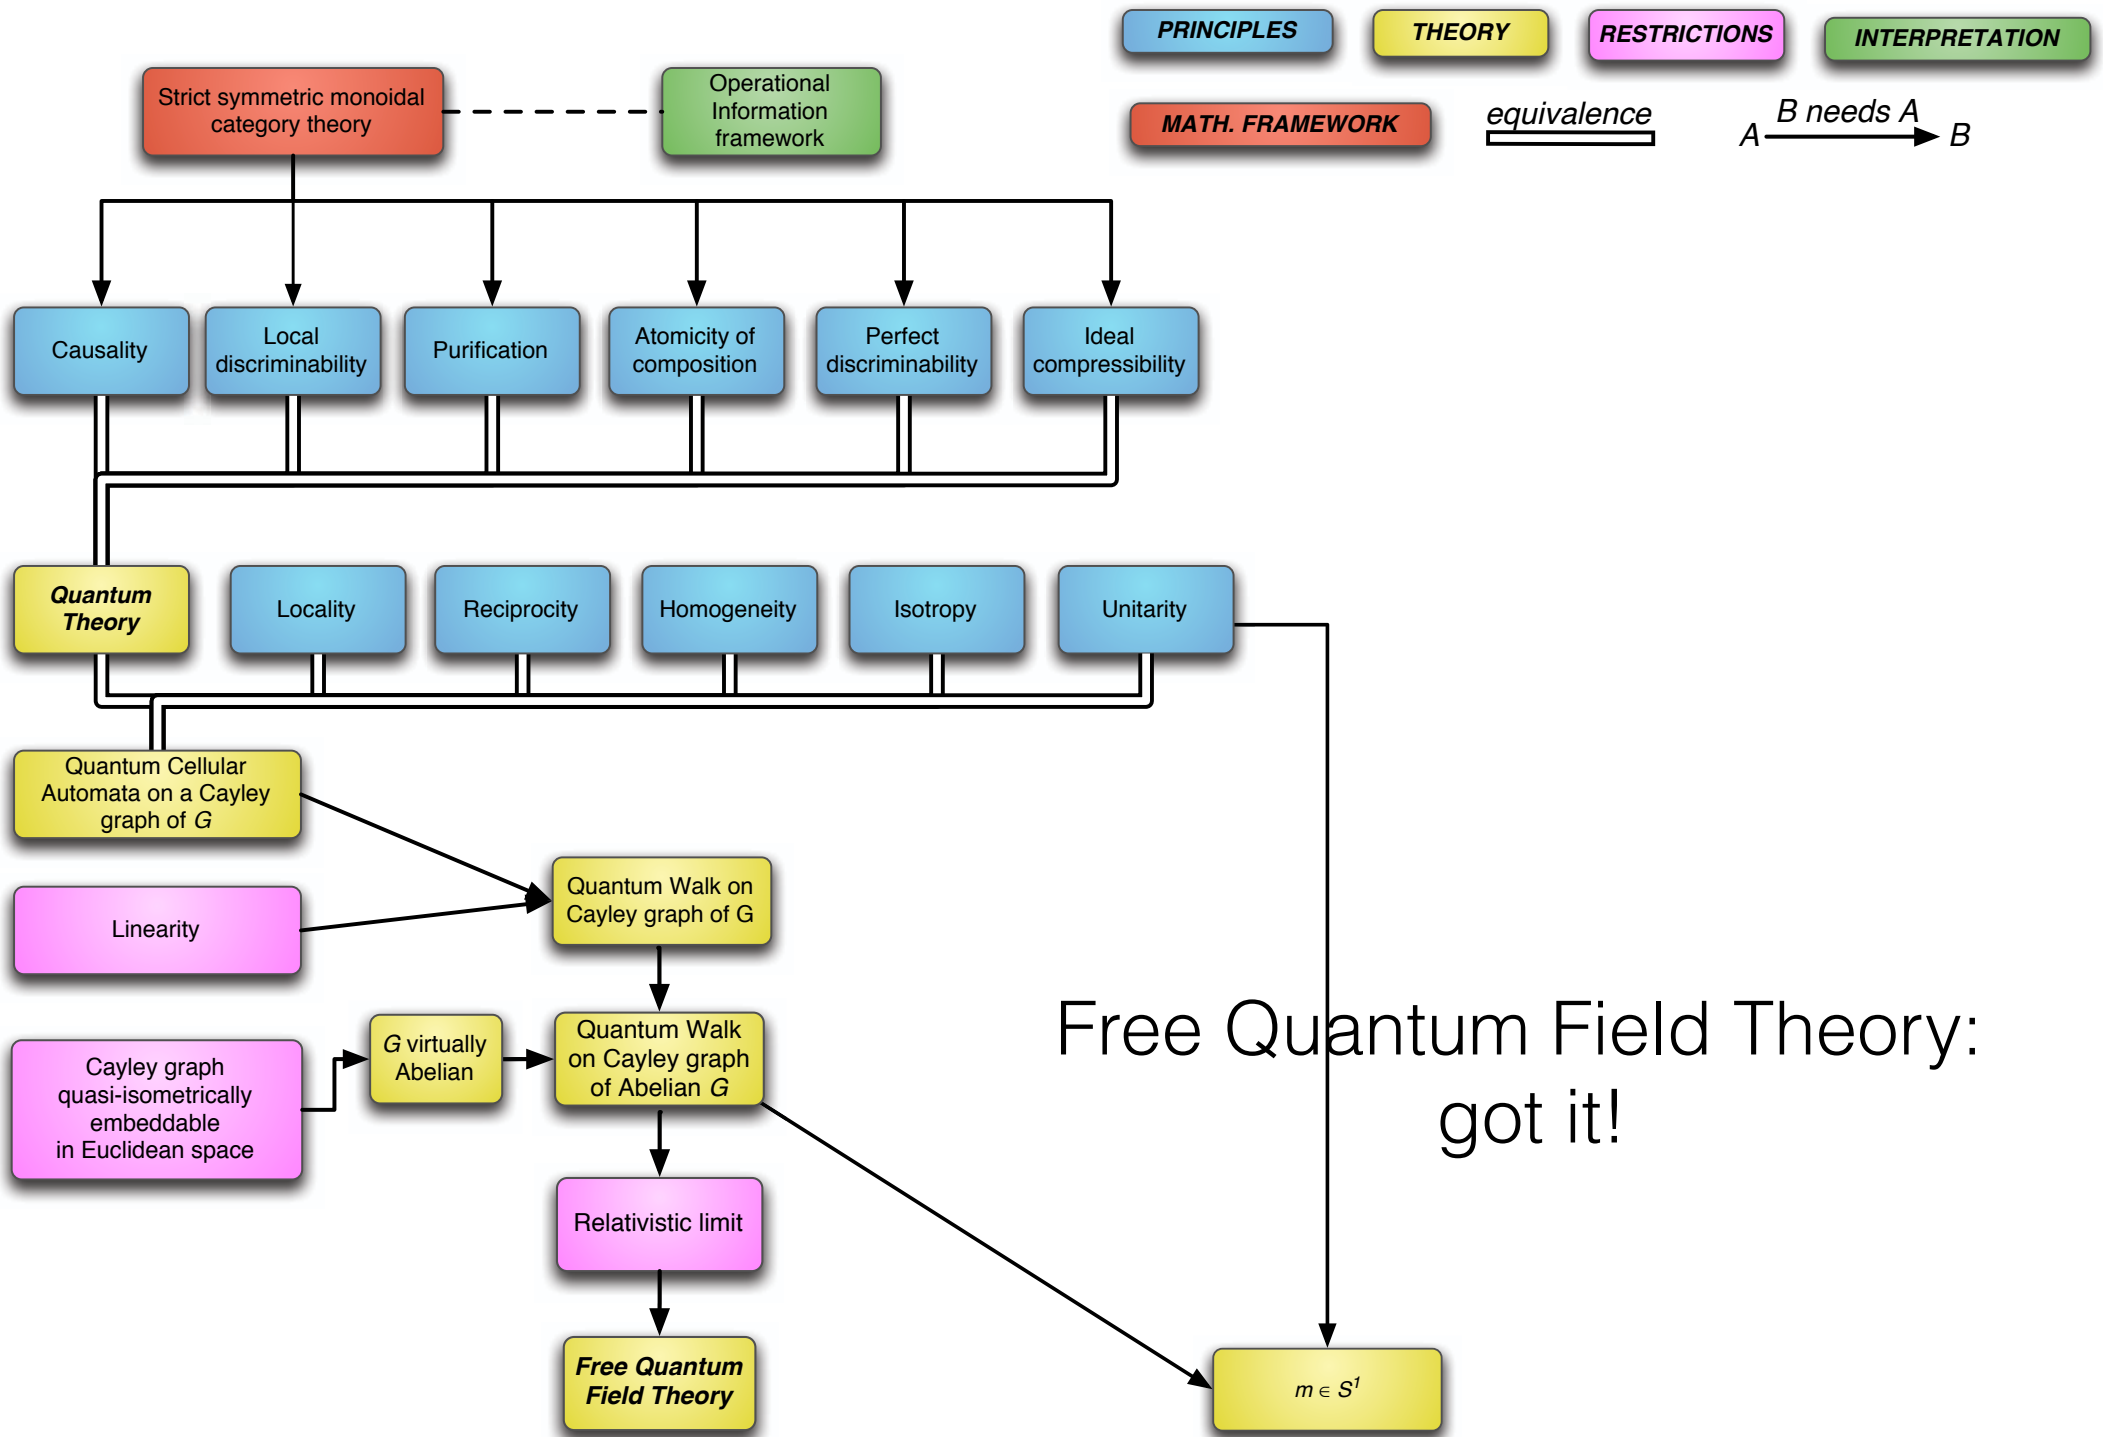 PRINCIPLES
THEORY
RESTRICTIONS
INTERPRETATION
MATH. FRAMEWORK
equivalence
B needs A
A
B
Strict symmetric monoidal
category theory
Operational
Information
framework
Causality
Local
discriminability
Purification
Atomicity of
composition
Perfect
discriminability
Ideal
compressibility
Quantum
Theory
Locality
Reciprocity
Homogeneity
Isotropy
Unitarity
Quantum Cellular
Automata on a Cayley
graph of G
Linearity
Quantum Walk on
Cayley graph of G
Cayley graph
quasi-isometrically
embeddable
in Euclidean space
G virtually
Abelian
Quantum Walk
on Cayley graph
of Abelian G
Free Quantum Field Theory:
got it!
Relativistic limit
Free Quantum
Field Theory
m ∈ S¹